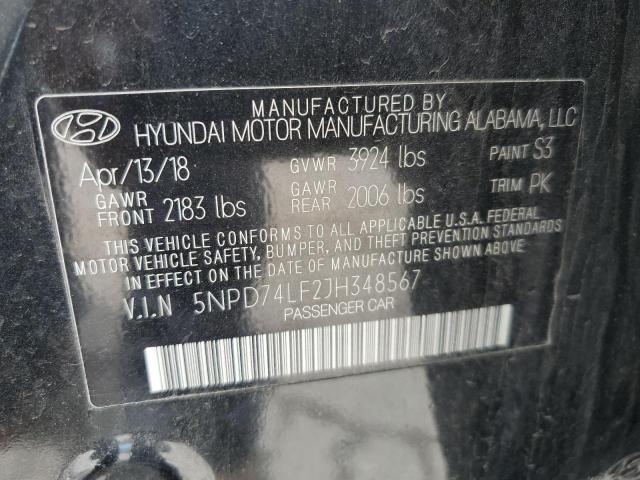 MANUFACTURED BY
HYUNDAI MOTOR MANUFACTURING ALABAMA, LLC
Apr/13/18 GVWR 3924 lbs PAINT S3
GAWR FRONT 2183 lbs GAWR REAR 2006 lbs TRIM PK
THIS VEHICLE CONFORMS TO ALL APPLICABLE U.S.A. FEDERAL
MOTOR VEHICLE SAFETY, BUMPER, AND THEFT PREVENTION STANDARDS
IN EFFECT ON THE DATE OF MANUFACTURE SHOWN ABOVE
V.I.N 5NPD74LF2JH348567
PASSENGER CAR